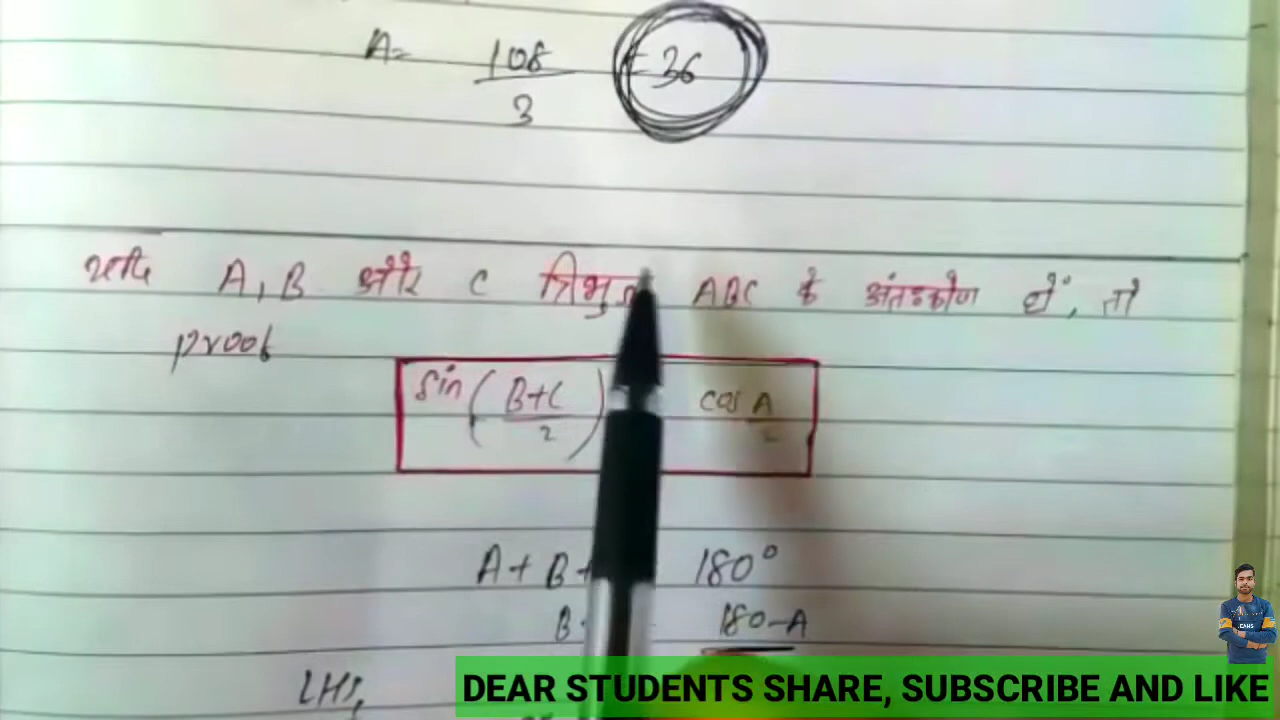 A= 108/3 = 36
यदि A, B और C त्रिभुज ABC के अंतःकोण हों, तो
proof
sin (B+C/2) cos A/2
A + B + 180°
B 180-A
LHS,
DEAR STUDENTS SHARE, SUBSCRIBE AND LIKE